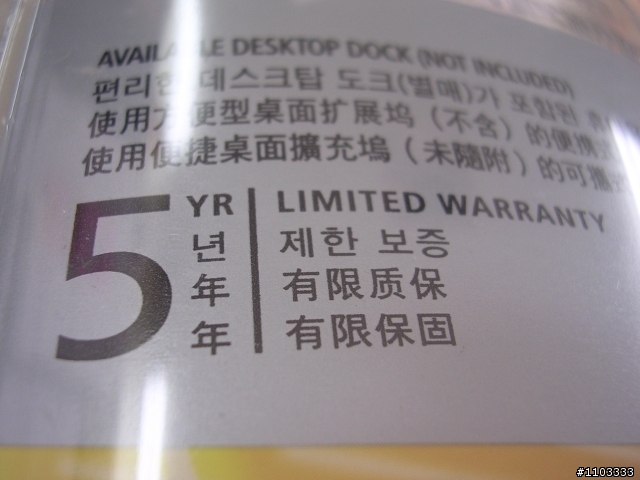 AVAILABLE DESKTOP DOCK (NOT INCLUDED)
편리한 데스크탑 도크(별매)가 포함된
使用方便型桌面扩展坞（不含）的便携式
使用便捷桌面擴充塢（未隨附）的可攜式
5 YR LIMITED WARRANTY
년 제한 보증
年 有限质保
年 有限保固
#1103333